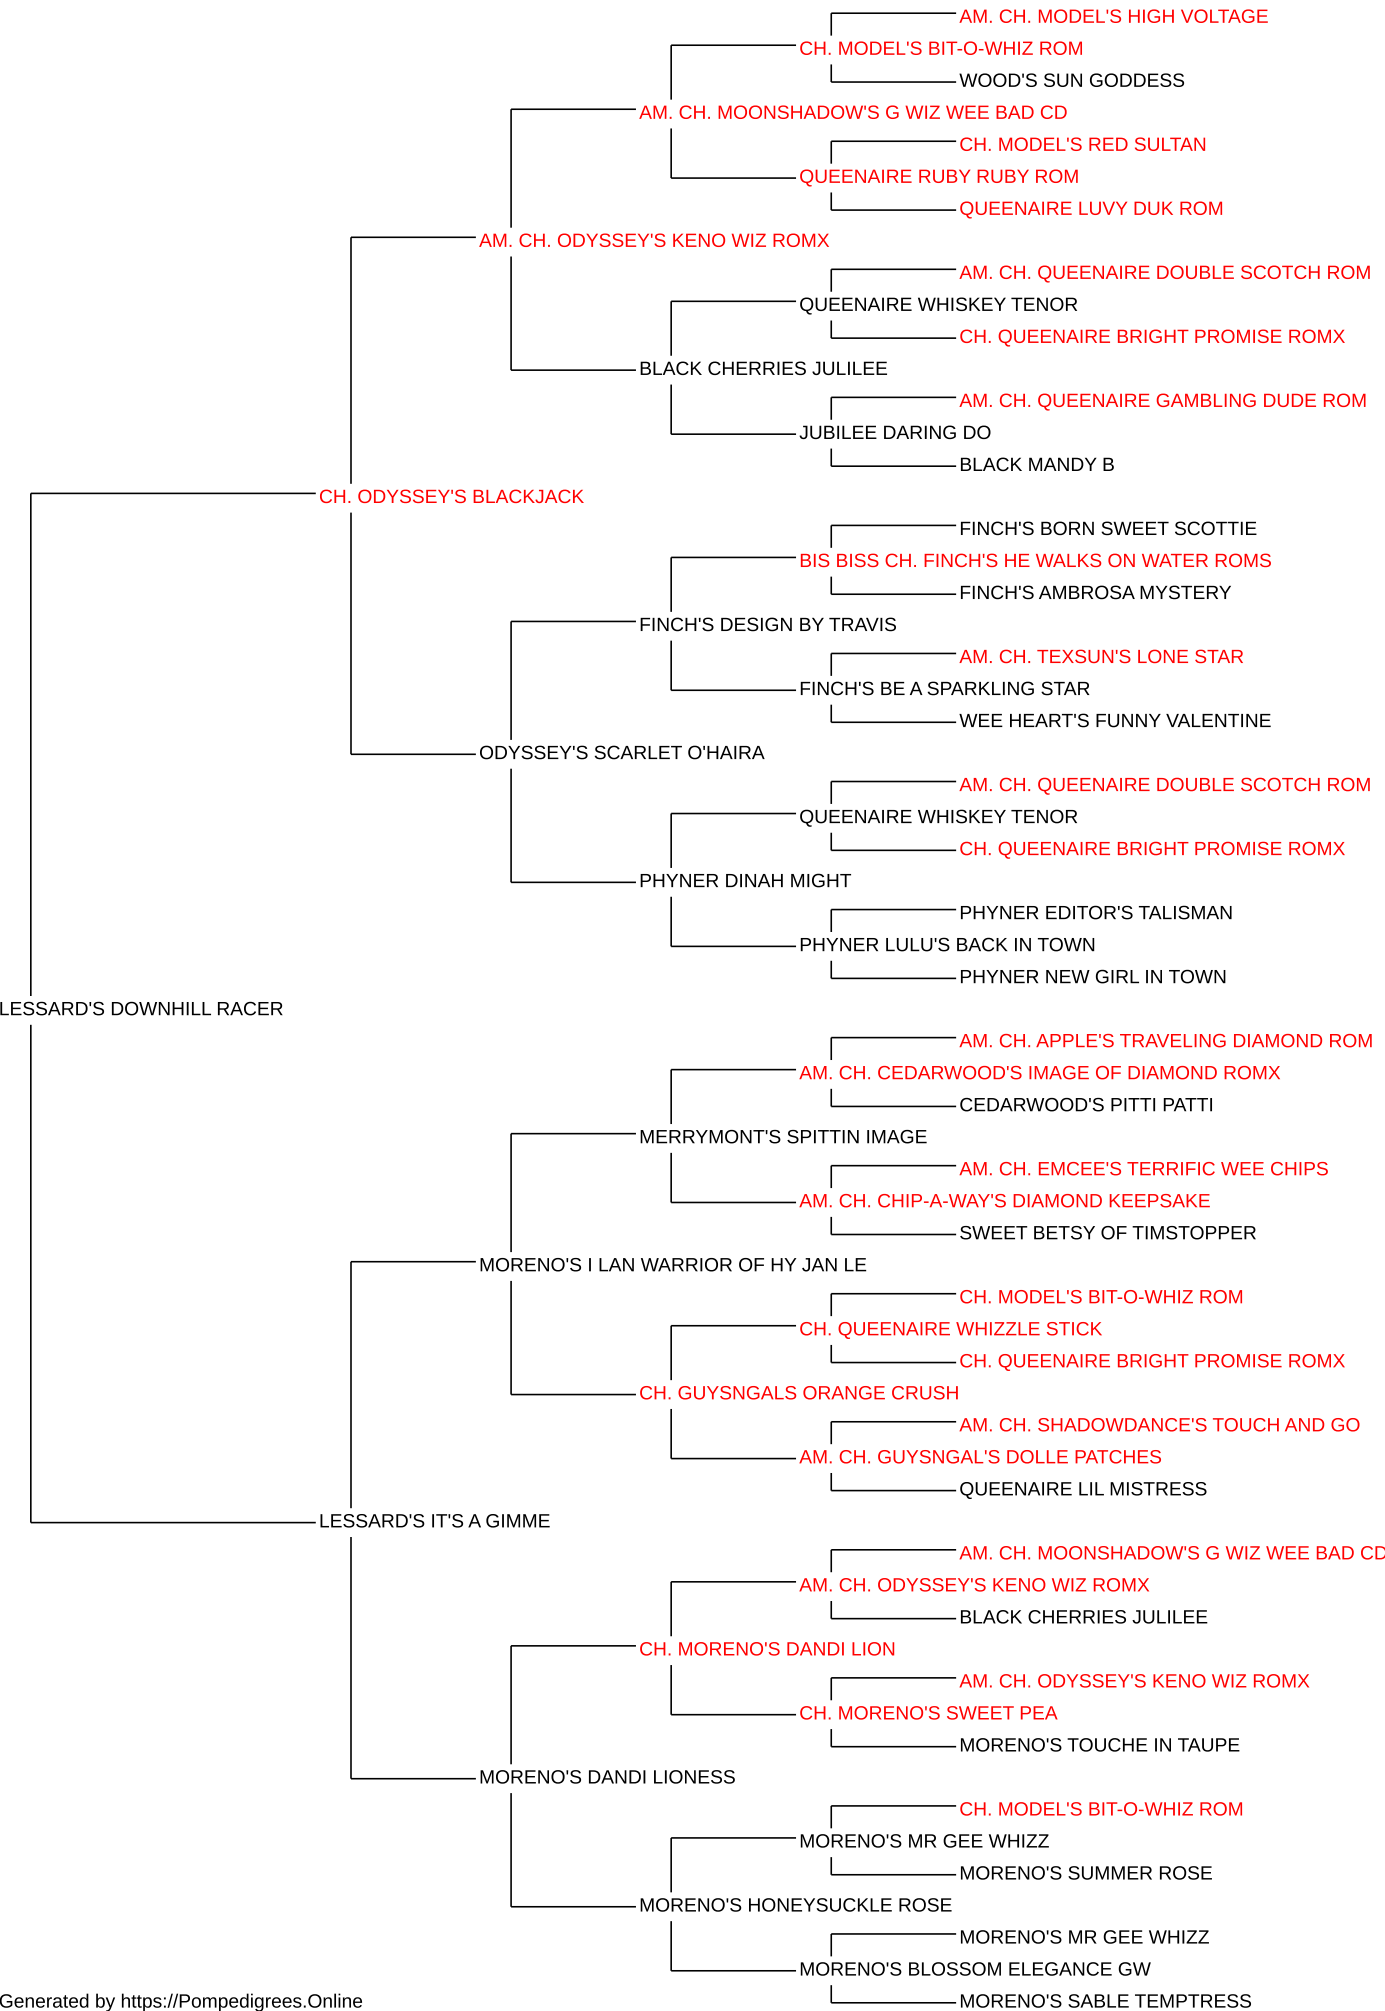 AM. CH. MODEL'S HIGH VOLTAGE
CH. MODEL'S BIT-O-WHIZ ROM
WOOD'S SUN GODDESS
AM. CH. MOONSHADOW'S G WIZ WEE BAD CD
CH. MODEL'S RED SULTAN
QUEENAIRE RUBY RUBY ROM
QUEENAIRE LUVY DUK ROM
AM. CH. ODYSSEY'S KENO WIZ ROMX
AM. CH. QUEENAIRE DOUBLE SCOTCH ROM
QUEENAIRE WHISKEY TENOR
CH. QUEENAIRE BRIGHT PROMISE ROMX
BLACK CHERRIES JULILEE
AM. CH. QUEENAIRE GAMBLING DUDE ROM
JUBILEE DARING DO
BLACK MANDY B
CH. ODYSSEY'S BLACKJACK
FINCH'S BORN SWEET SCOTTIE
BIS BISS CH. FINCH'S HE WALKS ON WATER ROMS
FINCH'S AMBROSA MYSTERY
FINCH'S DESIGN BY TRAVIS
AM. CH. TEXSUN'S LONE STAR
FINCH'S BE A SPARKLING STAR
WEE HEART'S FUNNY VALENTINE
ODYSSEY'S SCARLET O'HAIRA
AM. CH. QUEENAIRE DOUBLE SCOTCH ROM
QUEENAIRE WHISKEY TENOR
CH. QUEENAIRE BRIGHT PROMISE ROMX
PHYNER DINAH MIGHT
PHYNER EDITOR'S TALISMAN
PHYNER LULU'S BACK IN TOWN
PHYNER NEW GIRL IN TOWN
LESSARD'S DOWNHILL RACER
AM. CH. APPLE'S TRAVELING DIAMOND ROM
AM. CH. CEDARWOOD'S IMAGE OF DIAMOND ROMX
CEDARWOOD'S PITTI PATTI
MERRYMONT'S SPITTIN IMAGE
AM. CH. EMCEE'S TERRIFIC WEE CHIPS
AM. CH. CHIP-A-WAY'S DIAMOND KEEPSAKE
SWEET BETSY OF TIMSTOPPER
MORENO'S I LAN WARRIOR OF HY JAN LE
CH. MODEL'S BIT-O-WHIZ ROM
CH. QUEENAIRE WHIZZLE STICK
CH. QUEENAIRE BRIGHT PROMISE ROMX
CH. GUYSNGALS ORANGE CRUSH
AM. CH. SHADOWDANCE'S TOUCH AND GO
AM. CH. GUYSNGAL'S DOLLE PATCHES
QUEENAIRE LIL MISTRESS
LESSARD'S IT'S A GIMME
AM. CH. MOONSHADOW'S G WIZ WEE BAD CD
AM. CH. ODYSSEY'S KENO WIZ ROMX
BLACK CHERRIES JULILEE
CH. MORENO'S DANDI LION
AM. CH. ODYSSEY'S KENO WIZ ROMX
CH. MORENO'S SWEET PEA
MORENO'S TOUCHE IN TAUPE
MORENO'S DANDI LIONESS
CH. MODEL'S BIT-O-WHIZ ROM
MORENO'S MR GEE WHIZZ
MORENO'S SUMMER ROSE
MORENO'S HONEYSUCKLE ROSE
MORENO'S MR GEE WHIZZ
MORENO'S BLOSSOM ELEGANCE GW
MORENO'S SABLE TEMPTRESS
Generated by https://Pompedigrees.Online